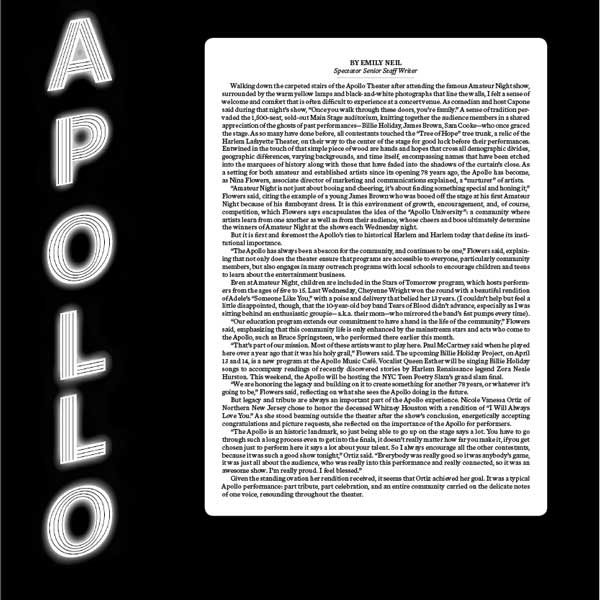 APOLLO
BY EMILY NEIL
Spectator Senior Staff Writer
Walking down the carpeted stairs of the Apollo Theater after attending the famous Amateur Night show,
surrounded by the warm yellow lamps and black-and-white photographs that line the walls, I felt a sense of
welcome and comfort that is often difficult to experience at a concert venue. As comedian and host Capone
said during that night's show, "Once you walk through these doors, you're family." A sense of tradition per-
vaded the 1,500-seat, sold-out Main Stage auditorium, knitting together the audience members in a shared
appreciation of the ghosts of past performances—Billie Holiday, James Brown, Sam Cooke—who once graced
the stage. As so many have done before, all contestants touched the "Tree of Hope" tree trunk, a relic of the
Harlem Lafayette Theater, on their way to the center of the stage for good luck before their performances.
Entwined in the touch of that simple piece of wood are hands and hopes that cross all demographic divides,
geographic differences, varying backgrounds, and time itself, encompassing names that have been etched
into the marquees of history along with those that have faded into the shadows of the curtain's close. As
a setting for both amateur and established artists since its opening 78 years ago, the Apollo has become,
as Nina Flowers, associate director of marketing and communications explained, a "nurturer" of artists.
"Amateur Night is not just about booing and cheering, it's about finding something special and honing it,"
Flowers said, citing the example of a young James Brown who was booed off the stage at his first Amateur
Night because of his flamboyant dress. It is this environment of growth, encouragement, and, of course,
competition, which Flowers says encapsulates the idea of the "Apollo University": a community where
artists learn from one another as well as from their audience, whose cheers and boos ultimately determine
the winners of Amateur Night at the shows each Wednesday night.
But it is first and foremost the Apollo's ties to historical Harlem and Harlem today that define its insti-
tutional importance.
"The Apollo has always been a beacon for the community, and continues to be one," Flowers said, explain-
ing that not only does the theater ensure that programs are accessible to everyone, particularly community
members, but also engages in many outreach programs with local schools to encourage children and teens
to learn about the entertainment business.
Even at Amateur Night, children are included in the Stars of Tomorrow program, which hosts perform-
ers from the ages of five to 15. Last Wednesday, Cheyenne Wright won the round with a beautiful rendition
of Adele's "Someone Like You," with a poise and delivery that belied her 13 years. (I couldn't help but feel a
little disappointed, though, that the 10-year-old boy band Tears of Blood didn't advance, especially as I was
sitting behind an enthusiastic groupie— a.k.a. their mom—who mirrored the band's fist pumps every time).
"Our education program extends our commitment to have a hand in the life of the community," Flowers
said, emphasizing that this community life is only enhanced by the mainstream stars and acts who come to
the Apollo, such as Bruce Springsteen, who performed there earlier this month.
"That's part of our mission. Most of these artists want to play here. Paul McCartney said when he played
here over a year ago that it was his holy grail," Flowers said. The upcoming Billie Holiday Project, on April
13 and 14, is a new program at the Apollo Music Café. Vocalist Queen Esther will be singing Billie Holiday
songs to accompany readings of recently discovered stories by Harlem Renaissance legend Zora Neale
Hurston. This weekend, the Apollo will be hosting the NYC Teen Poetry Slam's grand slam final.
"We are honoring the legacy and building on it to create something for another 78 years, or whatever it's
going to be," Flowers said, reflecting on what she sees the Apollo doing in the future.
But legacy and tribute are always an important part of the Apollo experience. Nicole Vanessa Ortiz of
Northern New Jersey chose to honor the deceased Whitney Houston with a rendition of "I Will Always
Love You." As she stood beaming outside the theater after the show's conclusion, energetically accepting
congratulations and picture requests, she reflected on the importance of the Apollo for performers.
"The Apollo is an historic landmark, so just being able to go up on the stage says a lot. You have to go
through such a long process even to get into the finals, it doesn't really matter how far you make it, if you get
chosen just to perform here it says a lot about your talent. So I always encourage all the other contestants,
because it was such a good show tonight," Ortiz said. "Everybody was really good so it was anybody's game,
it was just all about the audience, who was really into this performance and really connected, so it was an
awesome show. I'm really proud. I feel blessed."
Given the standing ovation her rendition received, it seems that Ortiz achieved her goal. It was a typical
Apollo performance: part tribute, part celebration, and an entire community carried on the delicate notes
of one voice, resounding throughout the theater.